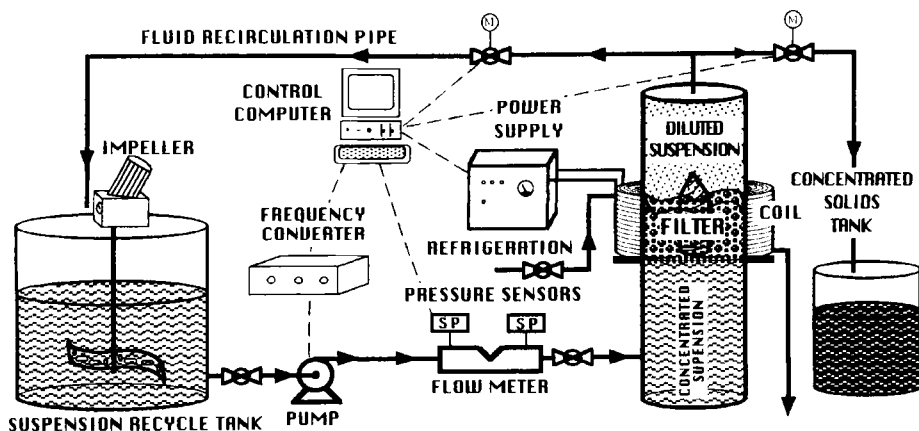 M
M
FLUID RECIRCULATION PIPE
CONTROL
COMPUTER
POWER
SUPPLY
IMPELLER
DILUTED
SUSPENSION
CONCENTRATED
SOLIDS
TANK
FREQUENCY
CONVERTER
FILTER
COIL
REFRIGERATION
PRESSURE SENSORS
SP
SP
CONCENTRATED
SUPENSION
FLOW METER
PUMP
SUSPENSION RECYCLE TANK